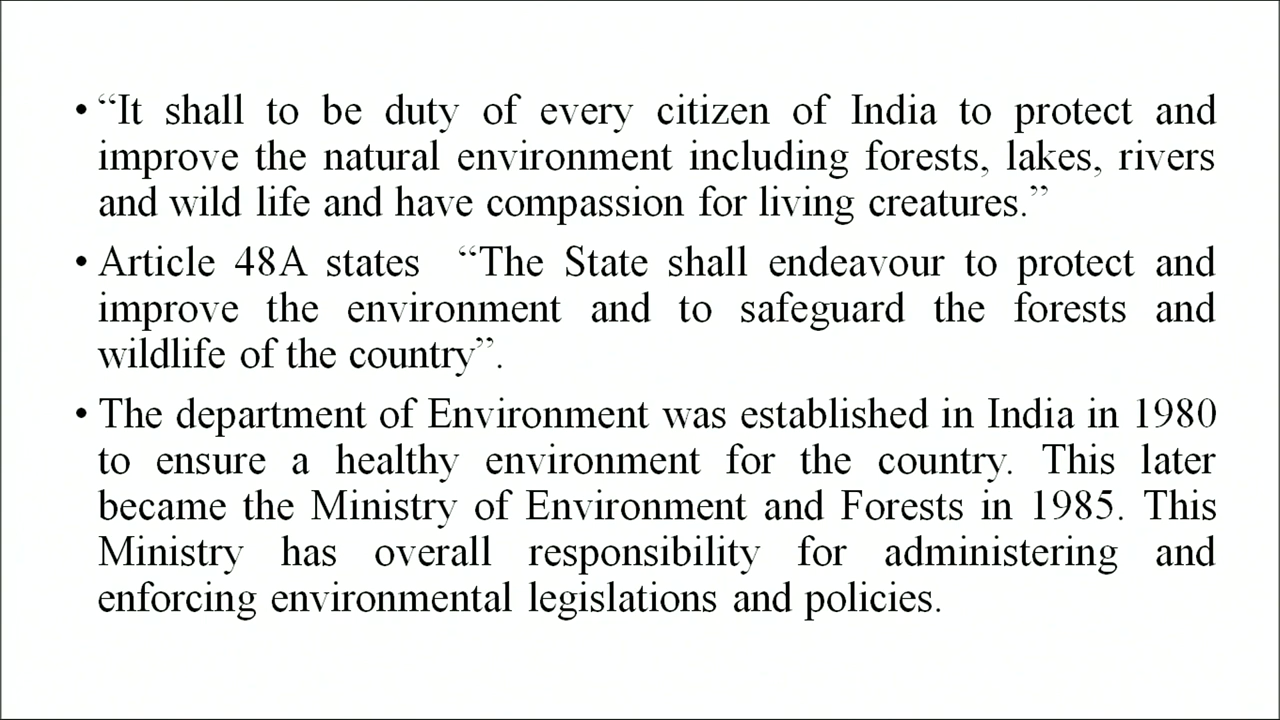 • “It shall to be duty of every citizen of India to protect and
improve the natural environment including forests, lakes, rivers
and wild life and have compassion for living creatures.”
• Article 48A states “The State shall endeavour to protect and
improve the environment and to safeguard the forests and
wildlife of the country”.
• The department of Environment was established in India in 1980
to ensure a healthy environment for the country. This later
became the Ministry of Environment and Forests in 1985. This
Ministry has overall responsibility for administering and
enforcing environmental legislations and policies.